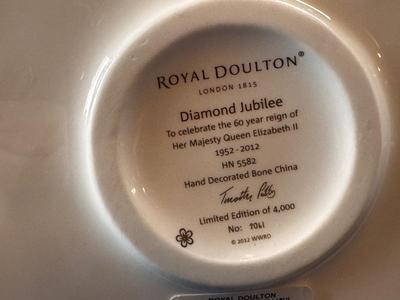 ROYAL DOULTON®
LONDON 1815
Diamond Jubilee
To celebrate the 60 year reign of
Her Majesty Queen Elizabeth II
1952-2012
HN 5582
Hand Decorated Bone China
Limited Edition of 4,000
No:
© 2012 WWRD
ROYAL DOULTON